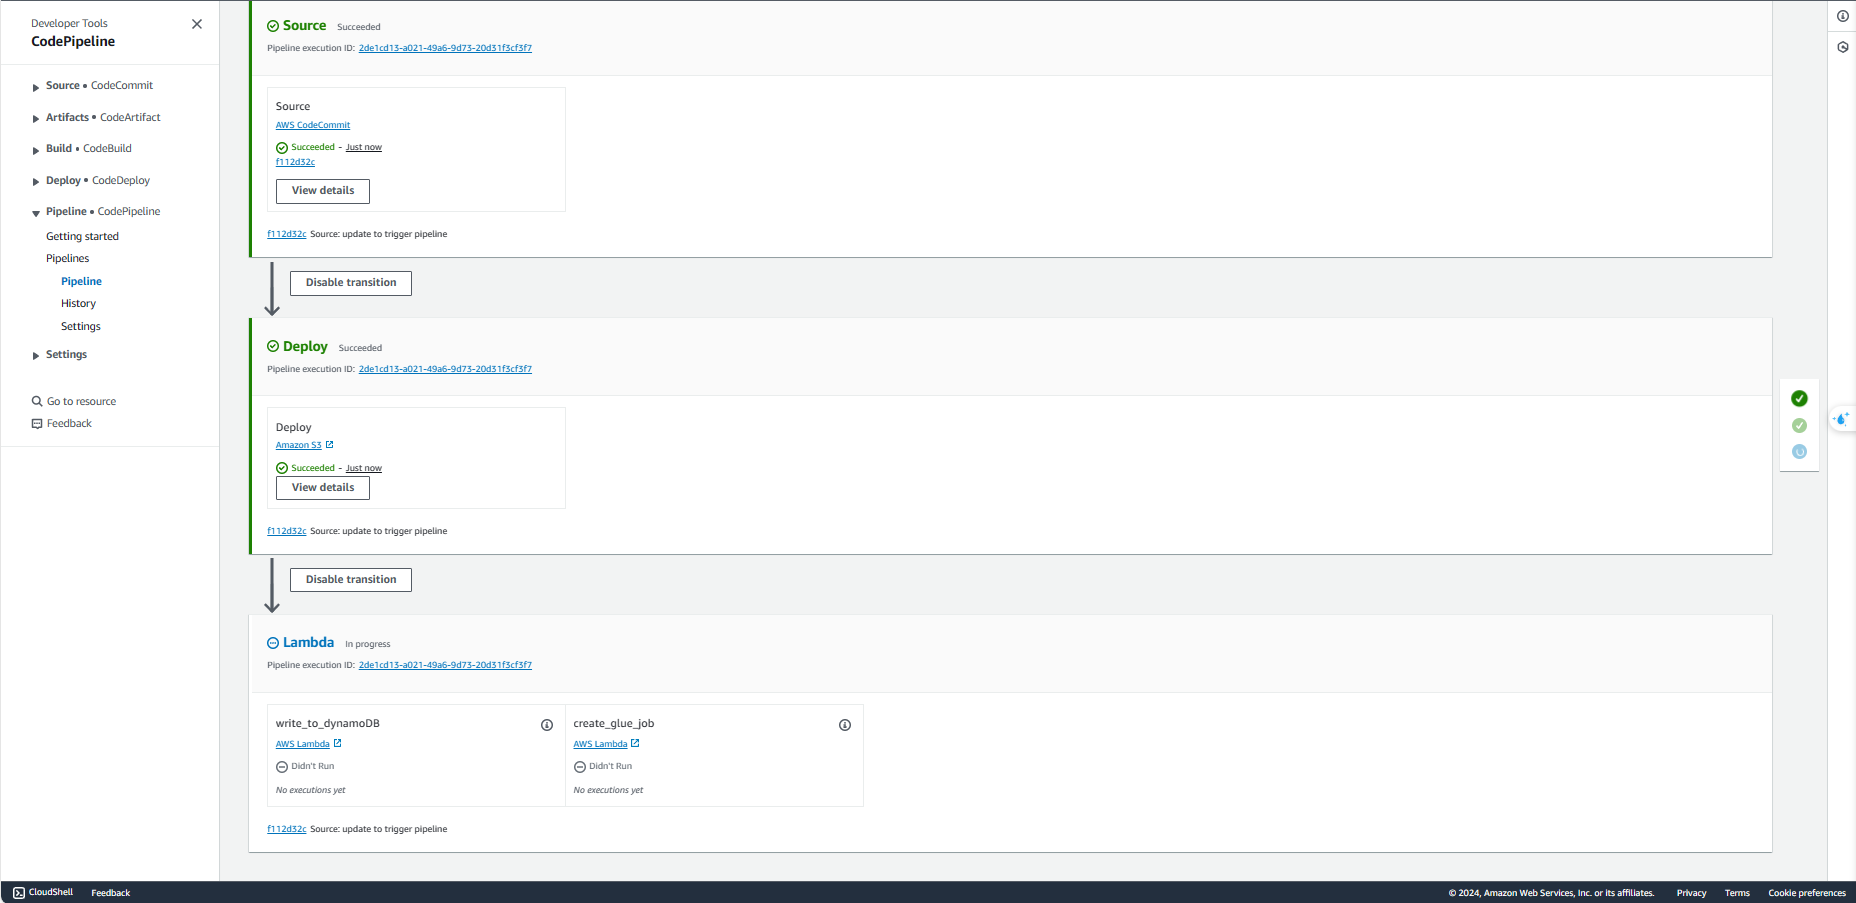 Developer Tools
CodePipeline
Source • CodeCommit
Artifacts • CodeArtifact
Build • CodeBuild
Deploy • CodeDeploy
Pipeline • CodePipeline
Getting started
Pipelines
Pipeline
History
Settings
Settings
Go to resource
Feedback
Source Succeeded
Pipeline execution ID: 2de1cd13-a021-49a6-9d73-20d31f3cf3f7
Source
AWS CodeCommit
Succeeded - Just now
f112d32c
View details
f112d32c Source: update to trigger pipeline
Disable transition
Deploy Succeeded
Pipeline execution ID: 2de1cd13-a021-49a6-9d73-20d31f3cf3f7
Deploy
Amazon S3
Succeeded - Just now
View details
f112d32c Source: update to trigger pipeline
Disable transition
Lambda In progress
Pipeline execution ID: 2de1cd13-a021-49a6-9d73-20d31f3cf3f7
write_to_dynamoDB
AWS Lambda
Didn't Run
No executions yet
create_glue_job
AWS Lambda
Didn't Run
No executions yet
f112d32c Source: update to trigger pipeline
CloudShell Feedback © 2024, Amazon Web Services, Inc. or its affiliates. Privacy Terms Cookie preferences